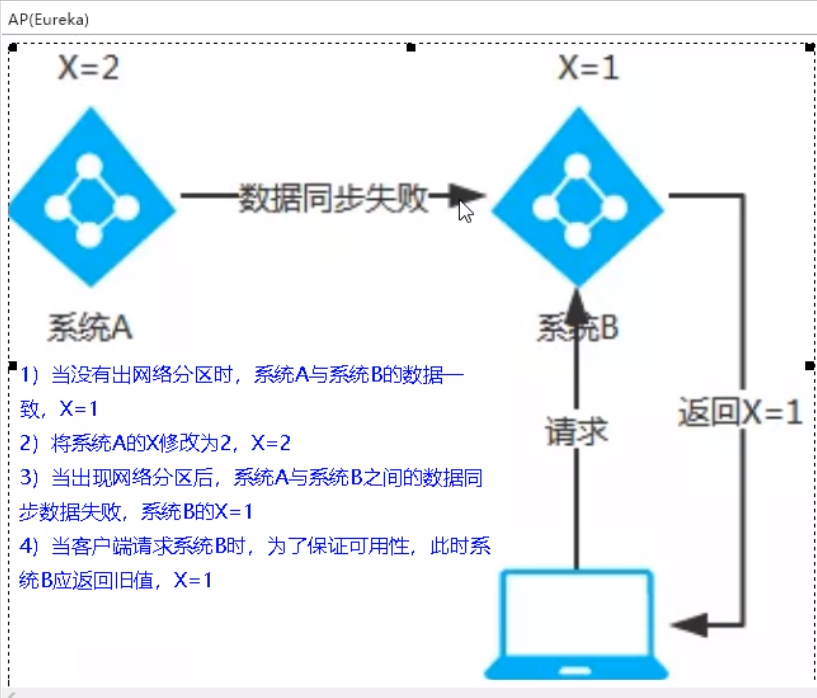 AP(Eureka)
X=2
X=1
数据同步失败
系统A
系统B
1）当没有出网络分区时，系统A与系统B的数据一
致，X=1
2）将系统A的X修改为2，X=2
3）当出现网络分区后，系统A与系统B之间的数据同
步数据失败，系统B的X=1
4）当客户端请求系统B时，为了保证可用性，此时系
统B应返回旧值，X=1
请求
返回X=1